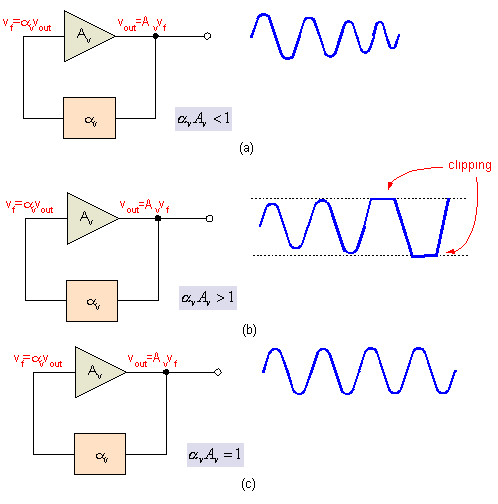 v_f=α_v v_out v_out=A_v v_f
A_v
α_v
α_v A_v < 1
(a)
clipping
v_f=α_v v_out v_out=A_v v_f
A_v
α_v
α_v A_v > 1
(b)
v_f=α_v v_out v_out=A_v v_f
A_v
α_v
α_v A_v = 1
(c)